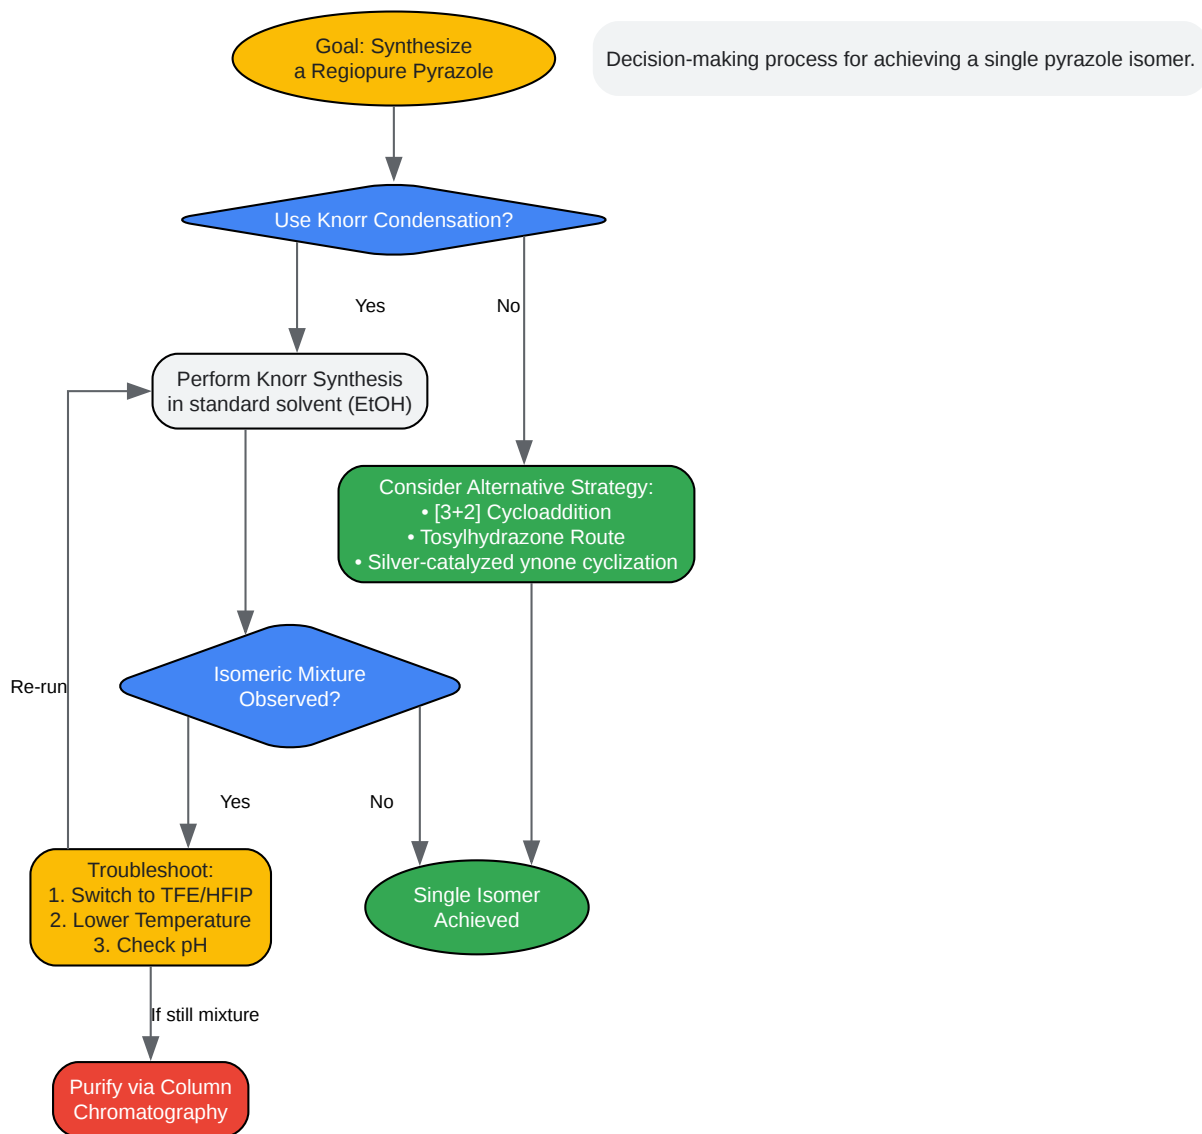 Goal: Synthesize
a Regiopure Pyrazole
Decision-making process for achieving a single pyrazole isomer.
Use Knorr Condensation?
Yes
No
Perform Knorr Synthesis
in standard solvent (EtOH)
Consider Alternative Strategy:
• [3+2] Cycloaddition
• Tosylhydrazone Route
• Silver-catalyzed ynone cyclization
Isomeric Mixture
Observed?
Re-run
Yes
No
Troubleshoot:
1. Switch to TFE/HFIP
2. Lower Temperature
3. Check pH
Single Isomer
Achieved
If still mixture
Purify via Column
Chromatography